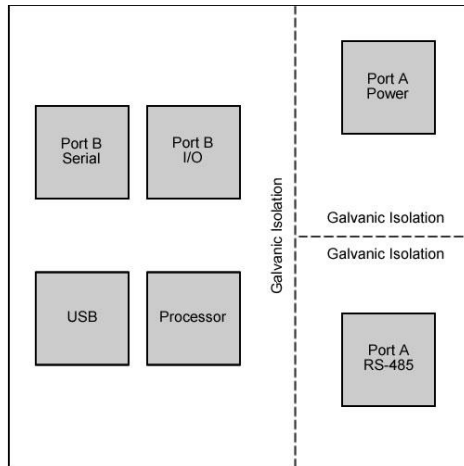 Port A
Power
Port B
Serial
Port B
I/O
Galvanic Isolation
Galvanic Isolation
Galvanic Isolation
USB
Processor
Port A
RS-485